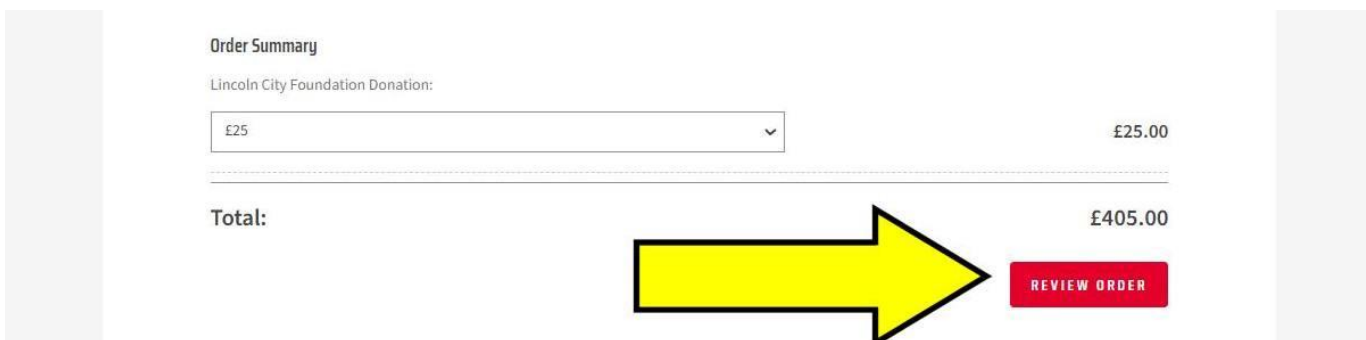 Order Summary
Lincoln City Foundation Donation:
£25 £25.00
Total: £405.00
REVIEW ORDER